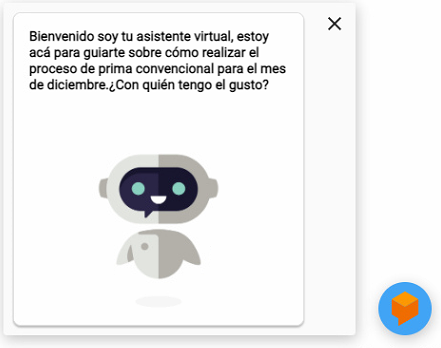 Bienvenido soy tu asistente virtual, estoy
acá para guiarte sobre cómo realizar el
proceso de prima convencional para el mes
de diciembre.¿Con quién tengo el gusto?